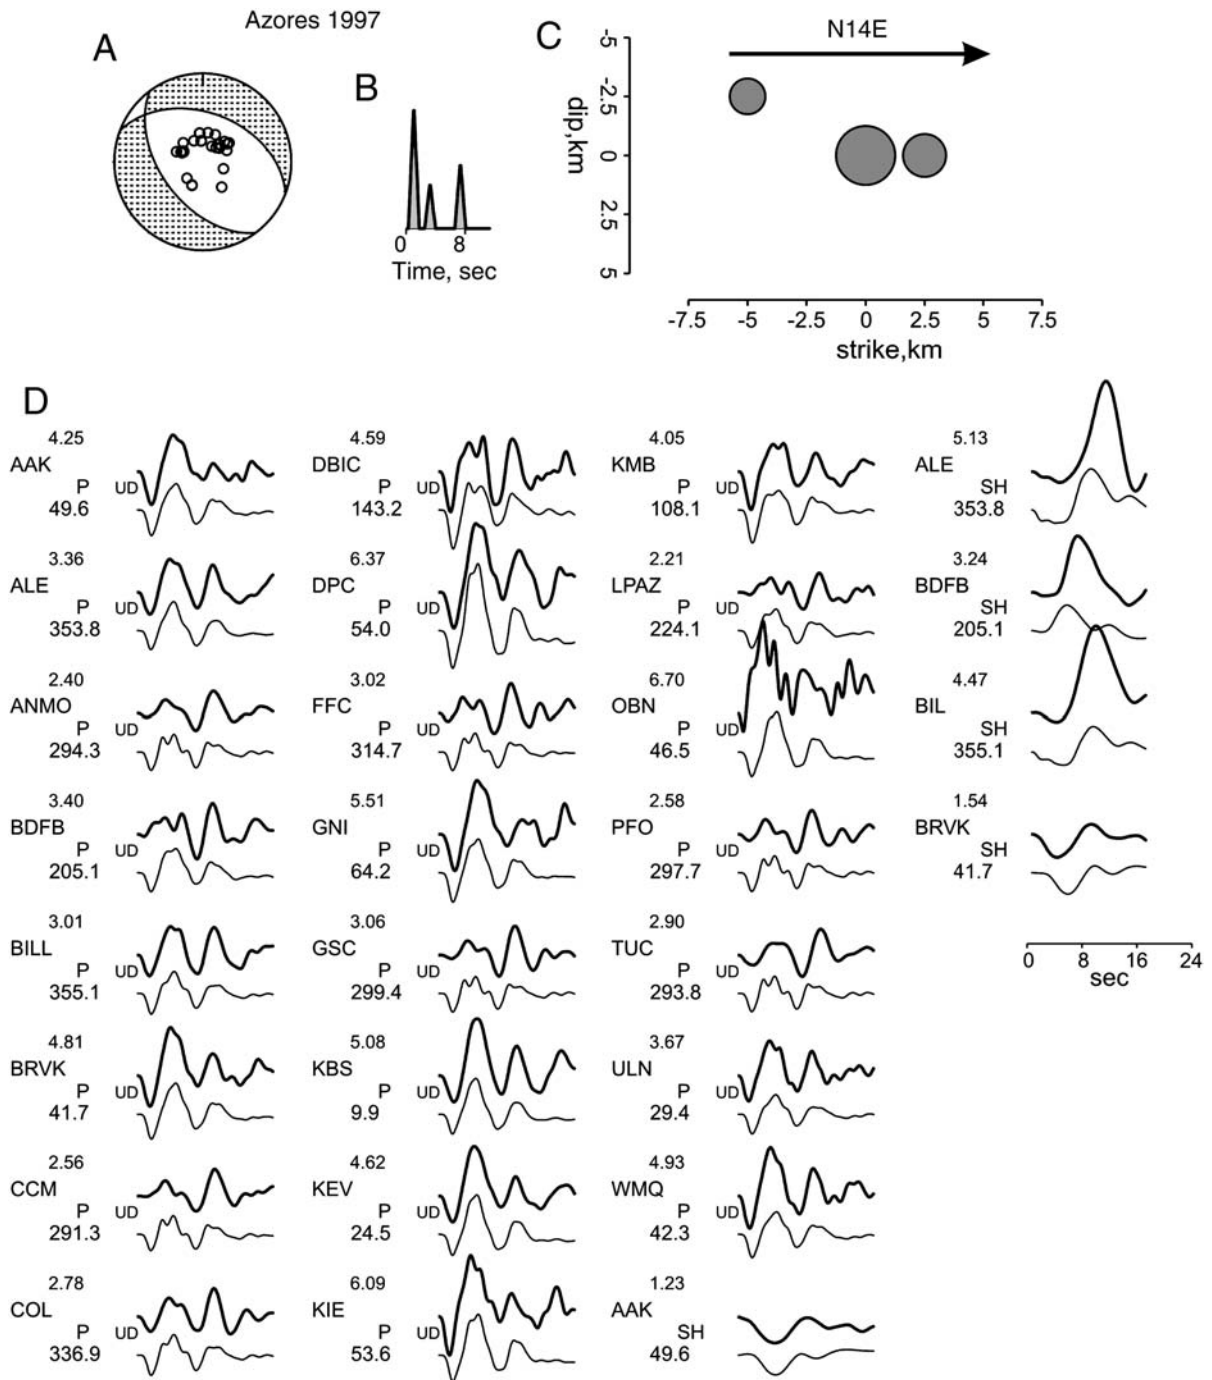 Azores 1997
A
B
0 8
Time, sec
C
N14E
-5
-2.5
0
2.5
5
dip,km
-7.5 -5 -2.5 0 2.5 5 7.5
strike,km
D
4.25
AAK
P
UD
49.6
3.36
ALE
P
UD
353.8
2.40
ANMO
P
UD
294.3
3.40
BDFB
P
UD
205.1
3.01
BILL
P
UD
355.1
4.81
BRVK
P
UD
41.7
2.56
CCM
P
UD
291.3
2.78
COL
P
UD
336.9
4.59
DBIC
P
UD
143.2
6.37
DPC
P
UD
54.0
3.02
FFC
P
UD
314.7
5.51
GNI
P
UD
64.2
3.06
GSC
P
UD
299.4
5.08
KBS
P
UD
9.9
4.62
KEV
P
UD
24.5
6.09
KIE
P
UD
53.6
4.05
KMB
P
UD
108.1
2.21
LPAZ
P
UD
224.1
6.70
OBN
P
UD
46.5
2.58
PFO
P
UD
297.7
2.90
TUC
P
UD
293.8
3.67
ULN
P
UD
29.4
4.93
WMQ
P
UD
42.3
1.23
AAK
SH
49.6
5.13
ALE
SH
353.8
3.24
BDFB
SH
205.1
4.47
BIL
SH
355.1
1.54
BRVK
SH
41.7
0 8 16 24
sec